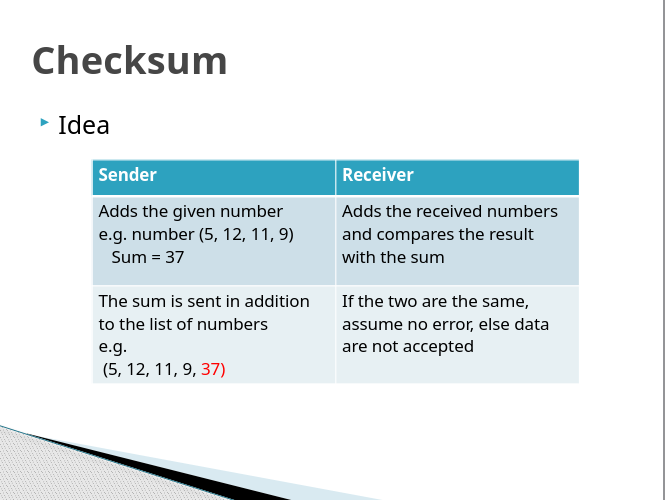 Checksum
Idea
Sender
Receiver
Adds the given number
e.g. number (5, 12, 11, 9)
Sum = 37
Adds the received numbers
and compares the result
with the sum
The sum is sent in addition
to the list of numbers
e.g.
(5, 12, 11, 9, 37)
If the two are the same,
assume no error, else data
are not accepted